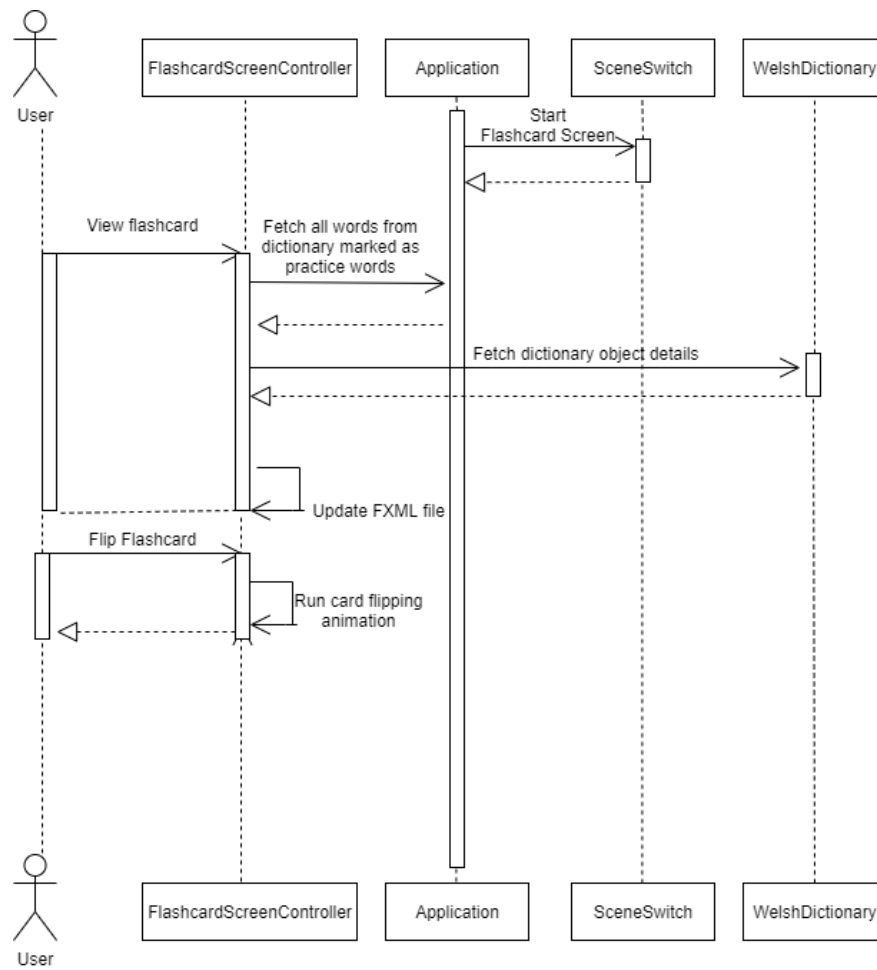 User
FlashcardScreenController
Application
SceneSwitch
WelshDictionary
Start
Flashcard Screen
View flashcard
Fetch all words from
dictionary marked as
practice words
Fetch dictionary object details
Update FXML file
Flip Flashcard
Run card flipping
animation
User
FlashcardScreenController
Application
SceneSwitch
WelshDictionary